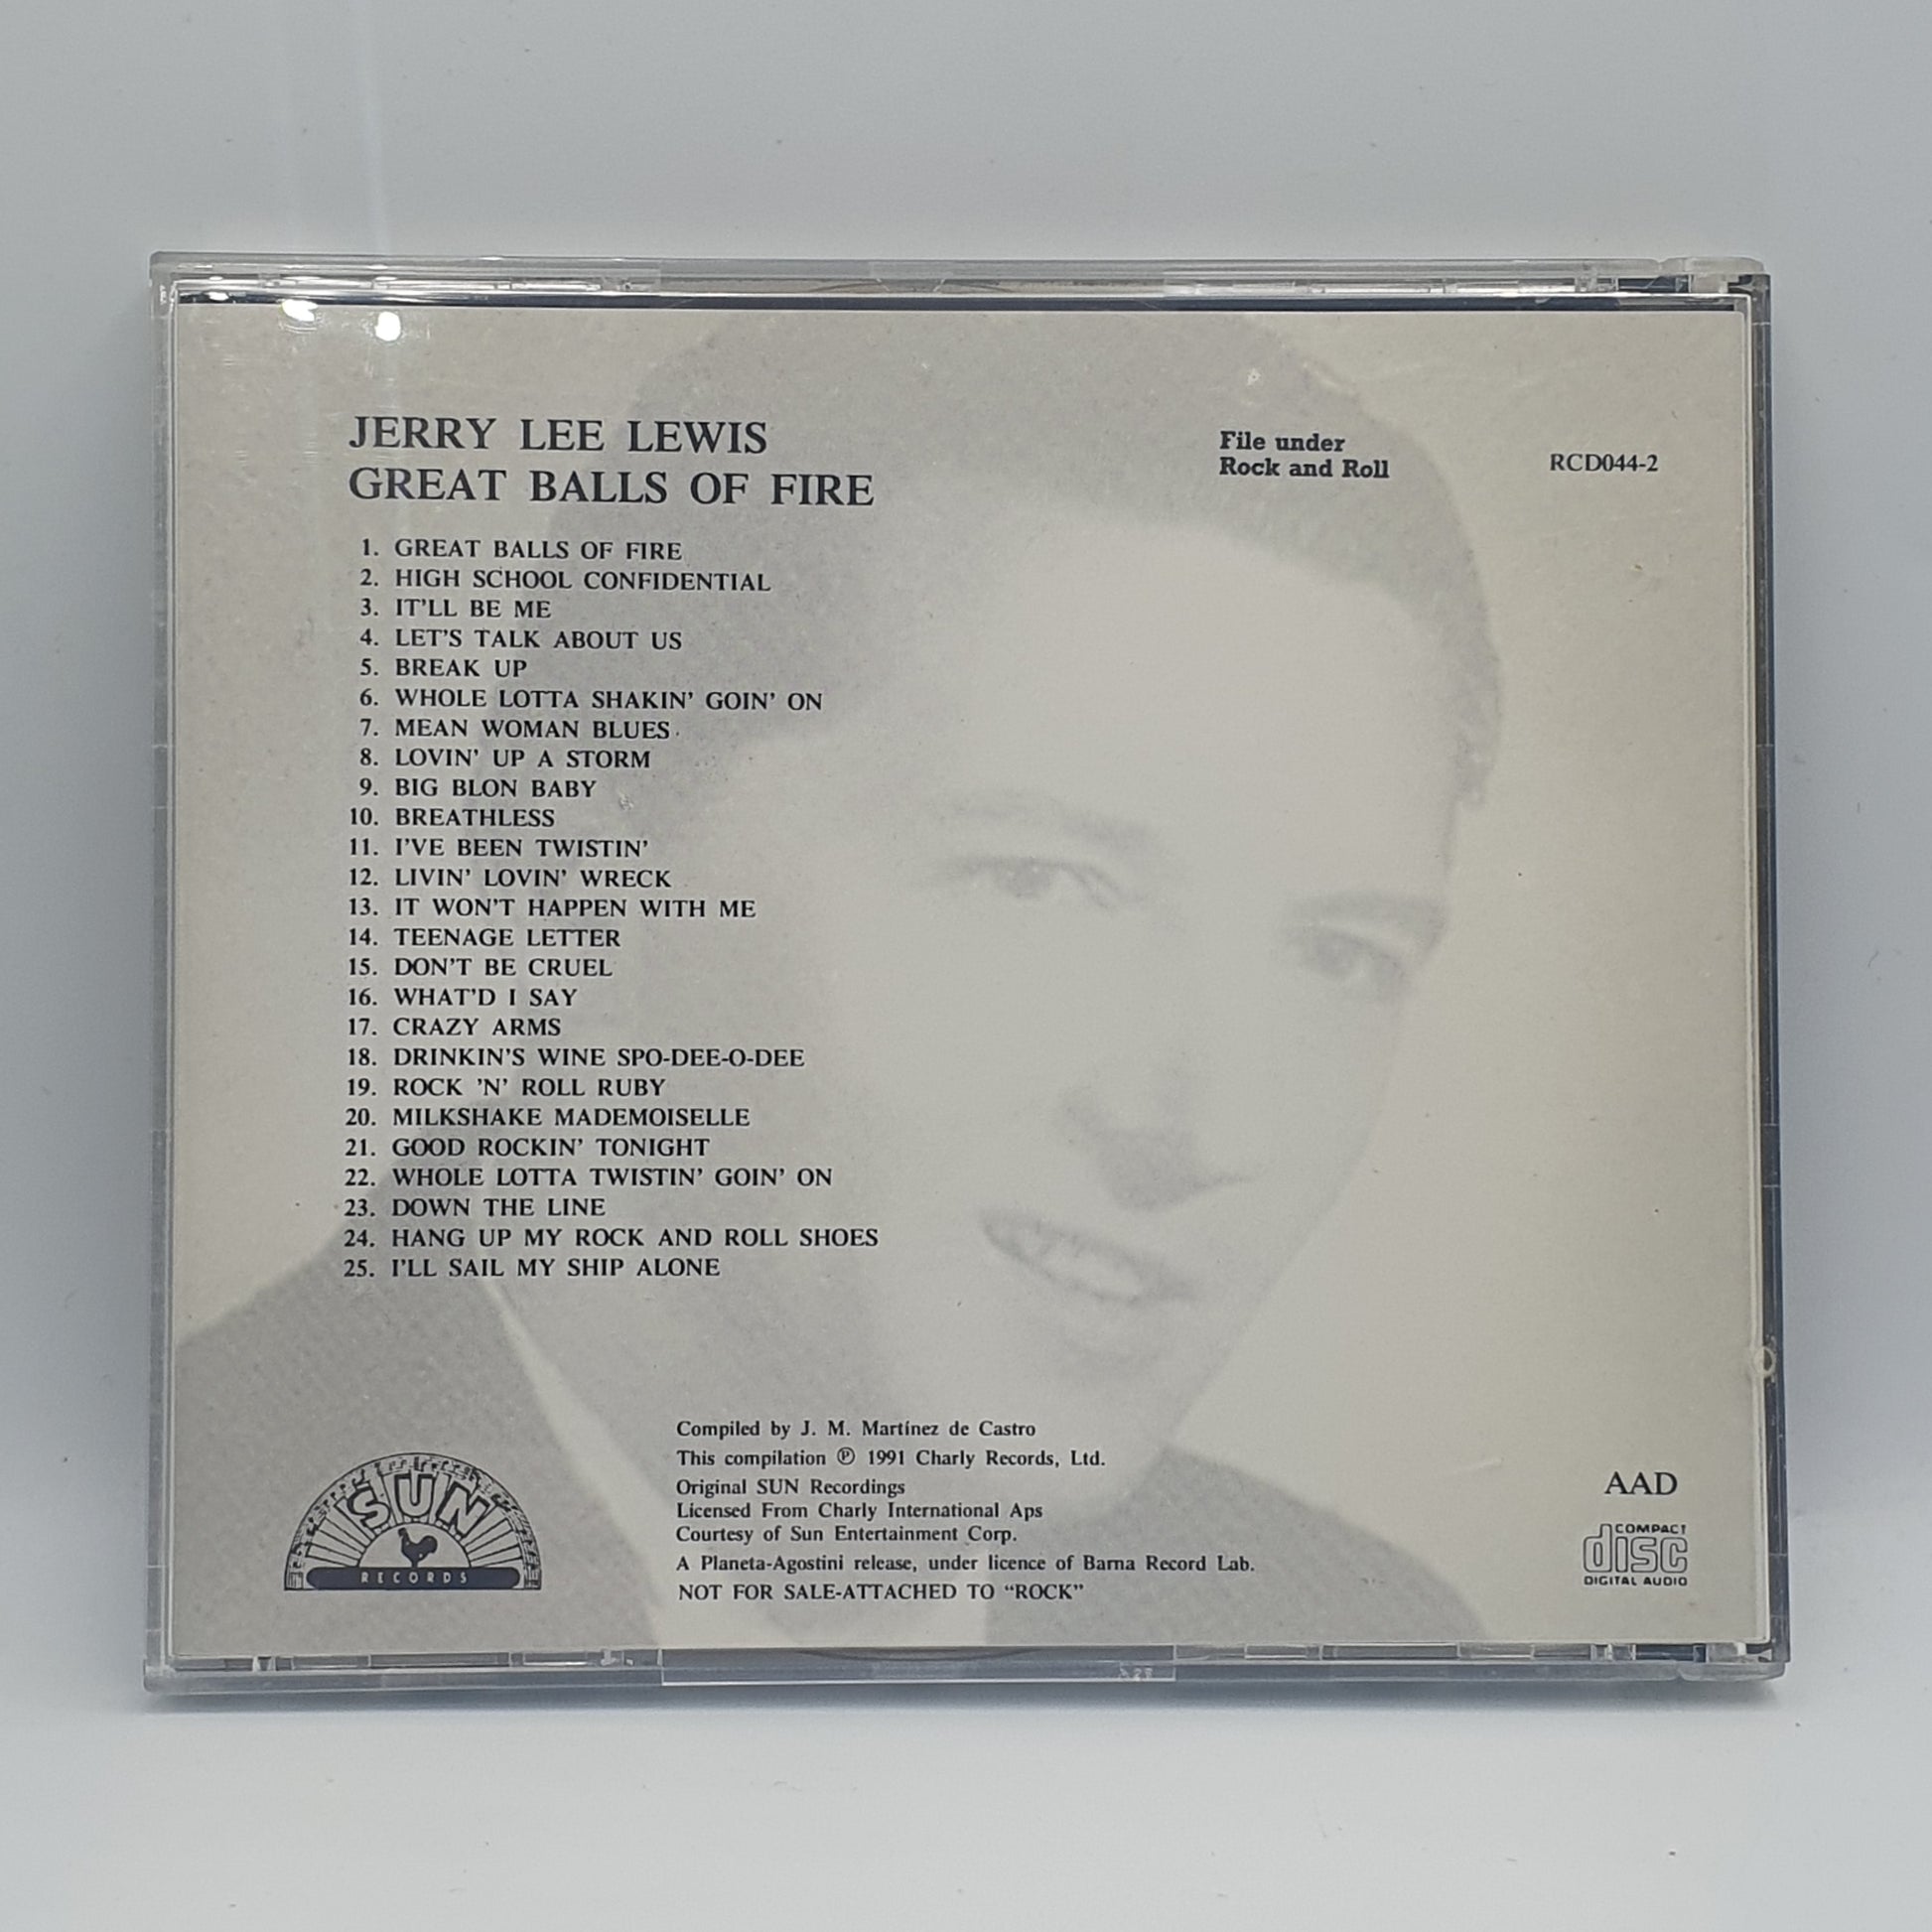 JERRY LEE LEWIS
GREAT BALLS OF FIRE
File under
Rock and Roll
RCD044-2
1. GREAT BALLS OF FIRE
2. HIGH SCHOOL CONFIDENTIAL
3. IT'LL BE ME
4. LET'S TALK ABOUT US
5. BREAK UP
6. WHOLE LOTTA SHAKIN' GOIN' ON
7. MEAN WOMAN BLUES
8. LOVIN' UP A STORM
9. BIG BLON BABY
10. BREATHLESS
11. I'VE BEEN TWISTIN'
12. LIVIN' LOVIN' WRECK
13. IT WON'T HAPPEN WITH ME
14. TEENAGE LETTER
15. DON'T BE CRUEL
16. WHAT'D I SAY
17. CRAZY ARMS
18. DRINKIN'S WINE SPO-DEE-O-DEE
19. ROCK 'N' ROLL RUBY
20. MILKSHAKE MADEMOISELLE
21. GOOD ROCKIN' TONIGHT
22. WHOLE LOTTA TWISTIN' GOIN' ON
23. DOWN THE LINE
24. HANG UP MY ROCK AND ROLL SHOES
25. I'LL SAIL MY SHIP ALONE
Compiled by J. M. Martínez de Castro
This compilation ℗ 1991 Charly Records, Ltd.
Original SUN Recordings
Licensed From Charly International Aps
Courtesy of Sun Entertainment Corp.
A Planeta-Agostini release, under licence of Barna Record Lab.
NOT FOR SALE-ATTACHED TO “ROCK”
SUN
RECORDS
AAD
COMPACT
disc
DIGITAL AUDIO